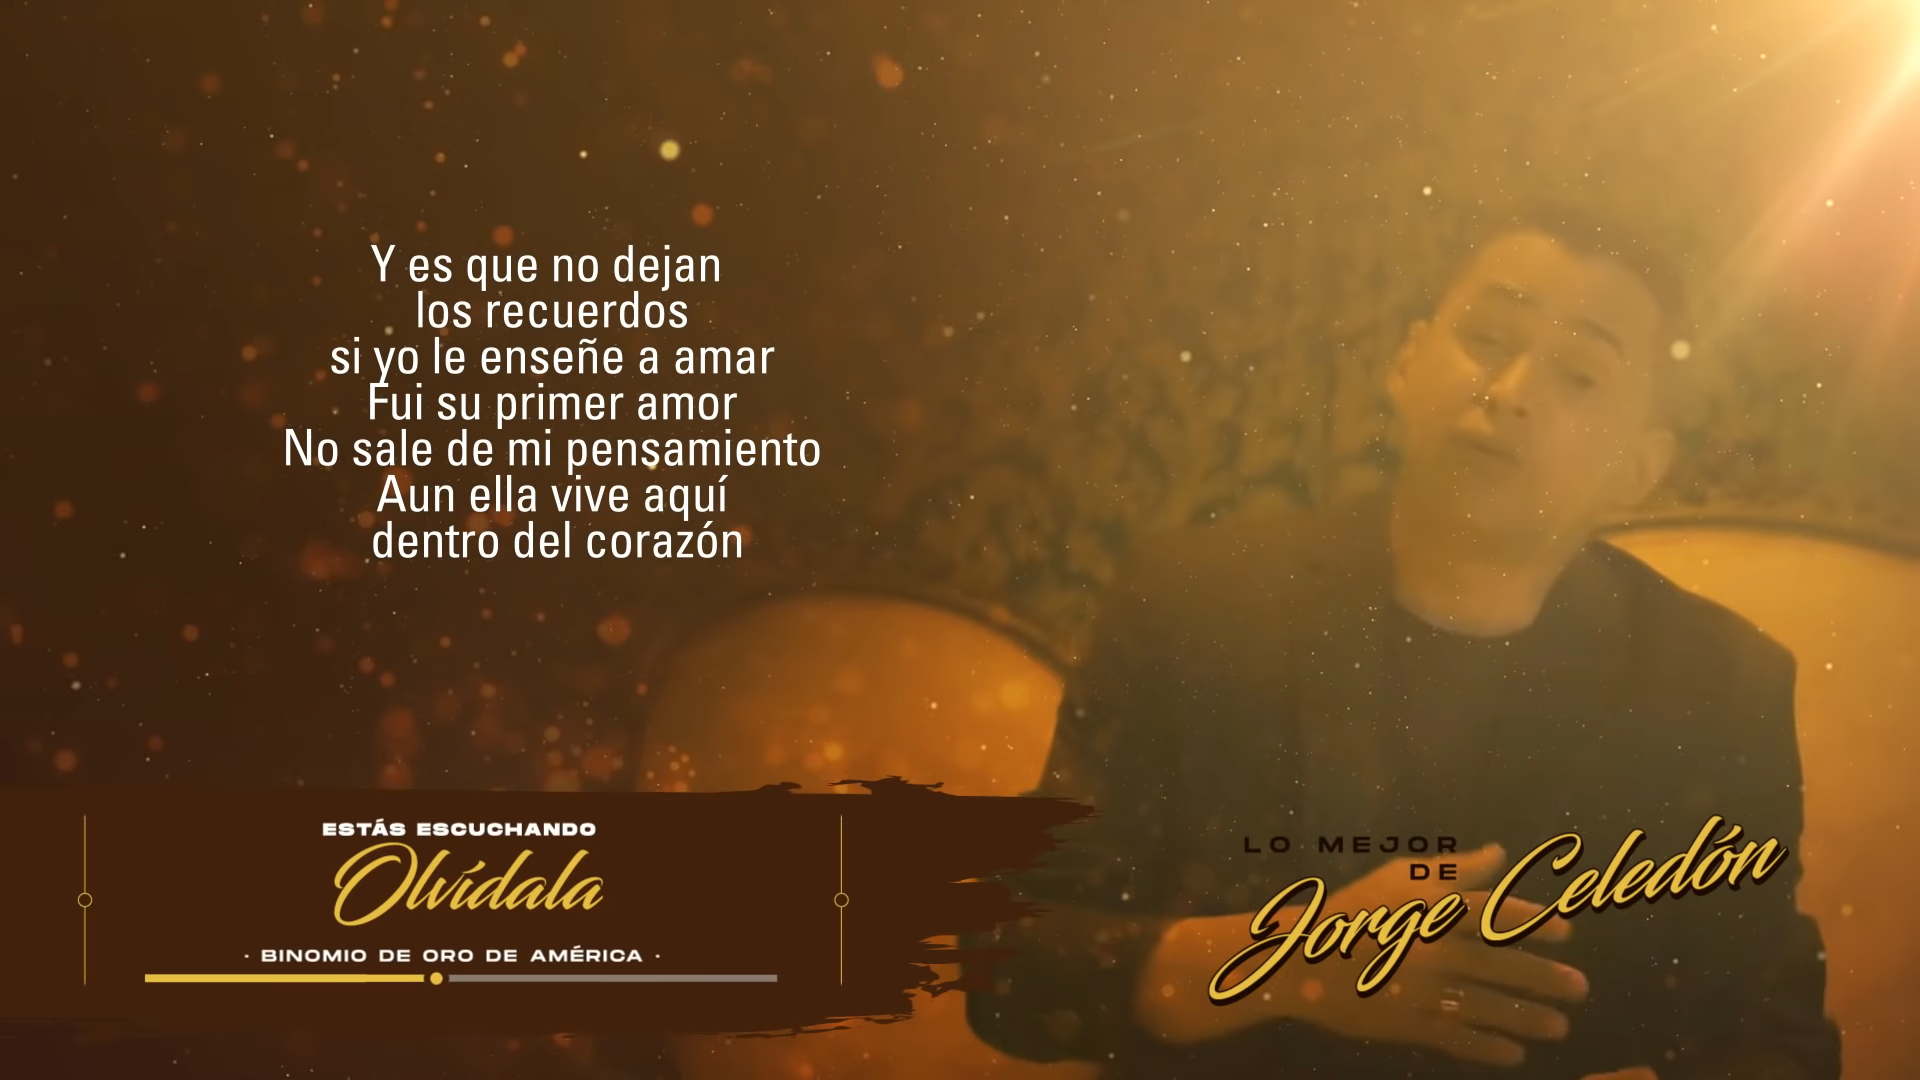 Y es que no dejan
los recuerdos
si yo le enseñe a amar
Fui su primer amor
No sale de mi pensamiento
Aun ella vive aquí
dentro del corazón
ESTÁS ESCUCHANDO
Olvídala
· BINOMIO DE ORO DE AMÉRICA ·
LO MEJOR
DE
Jorge Celedón